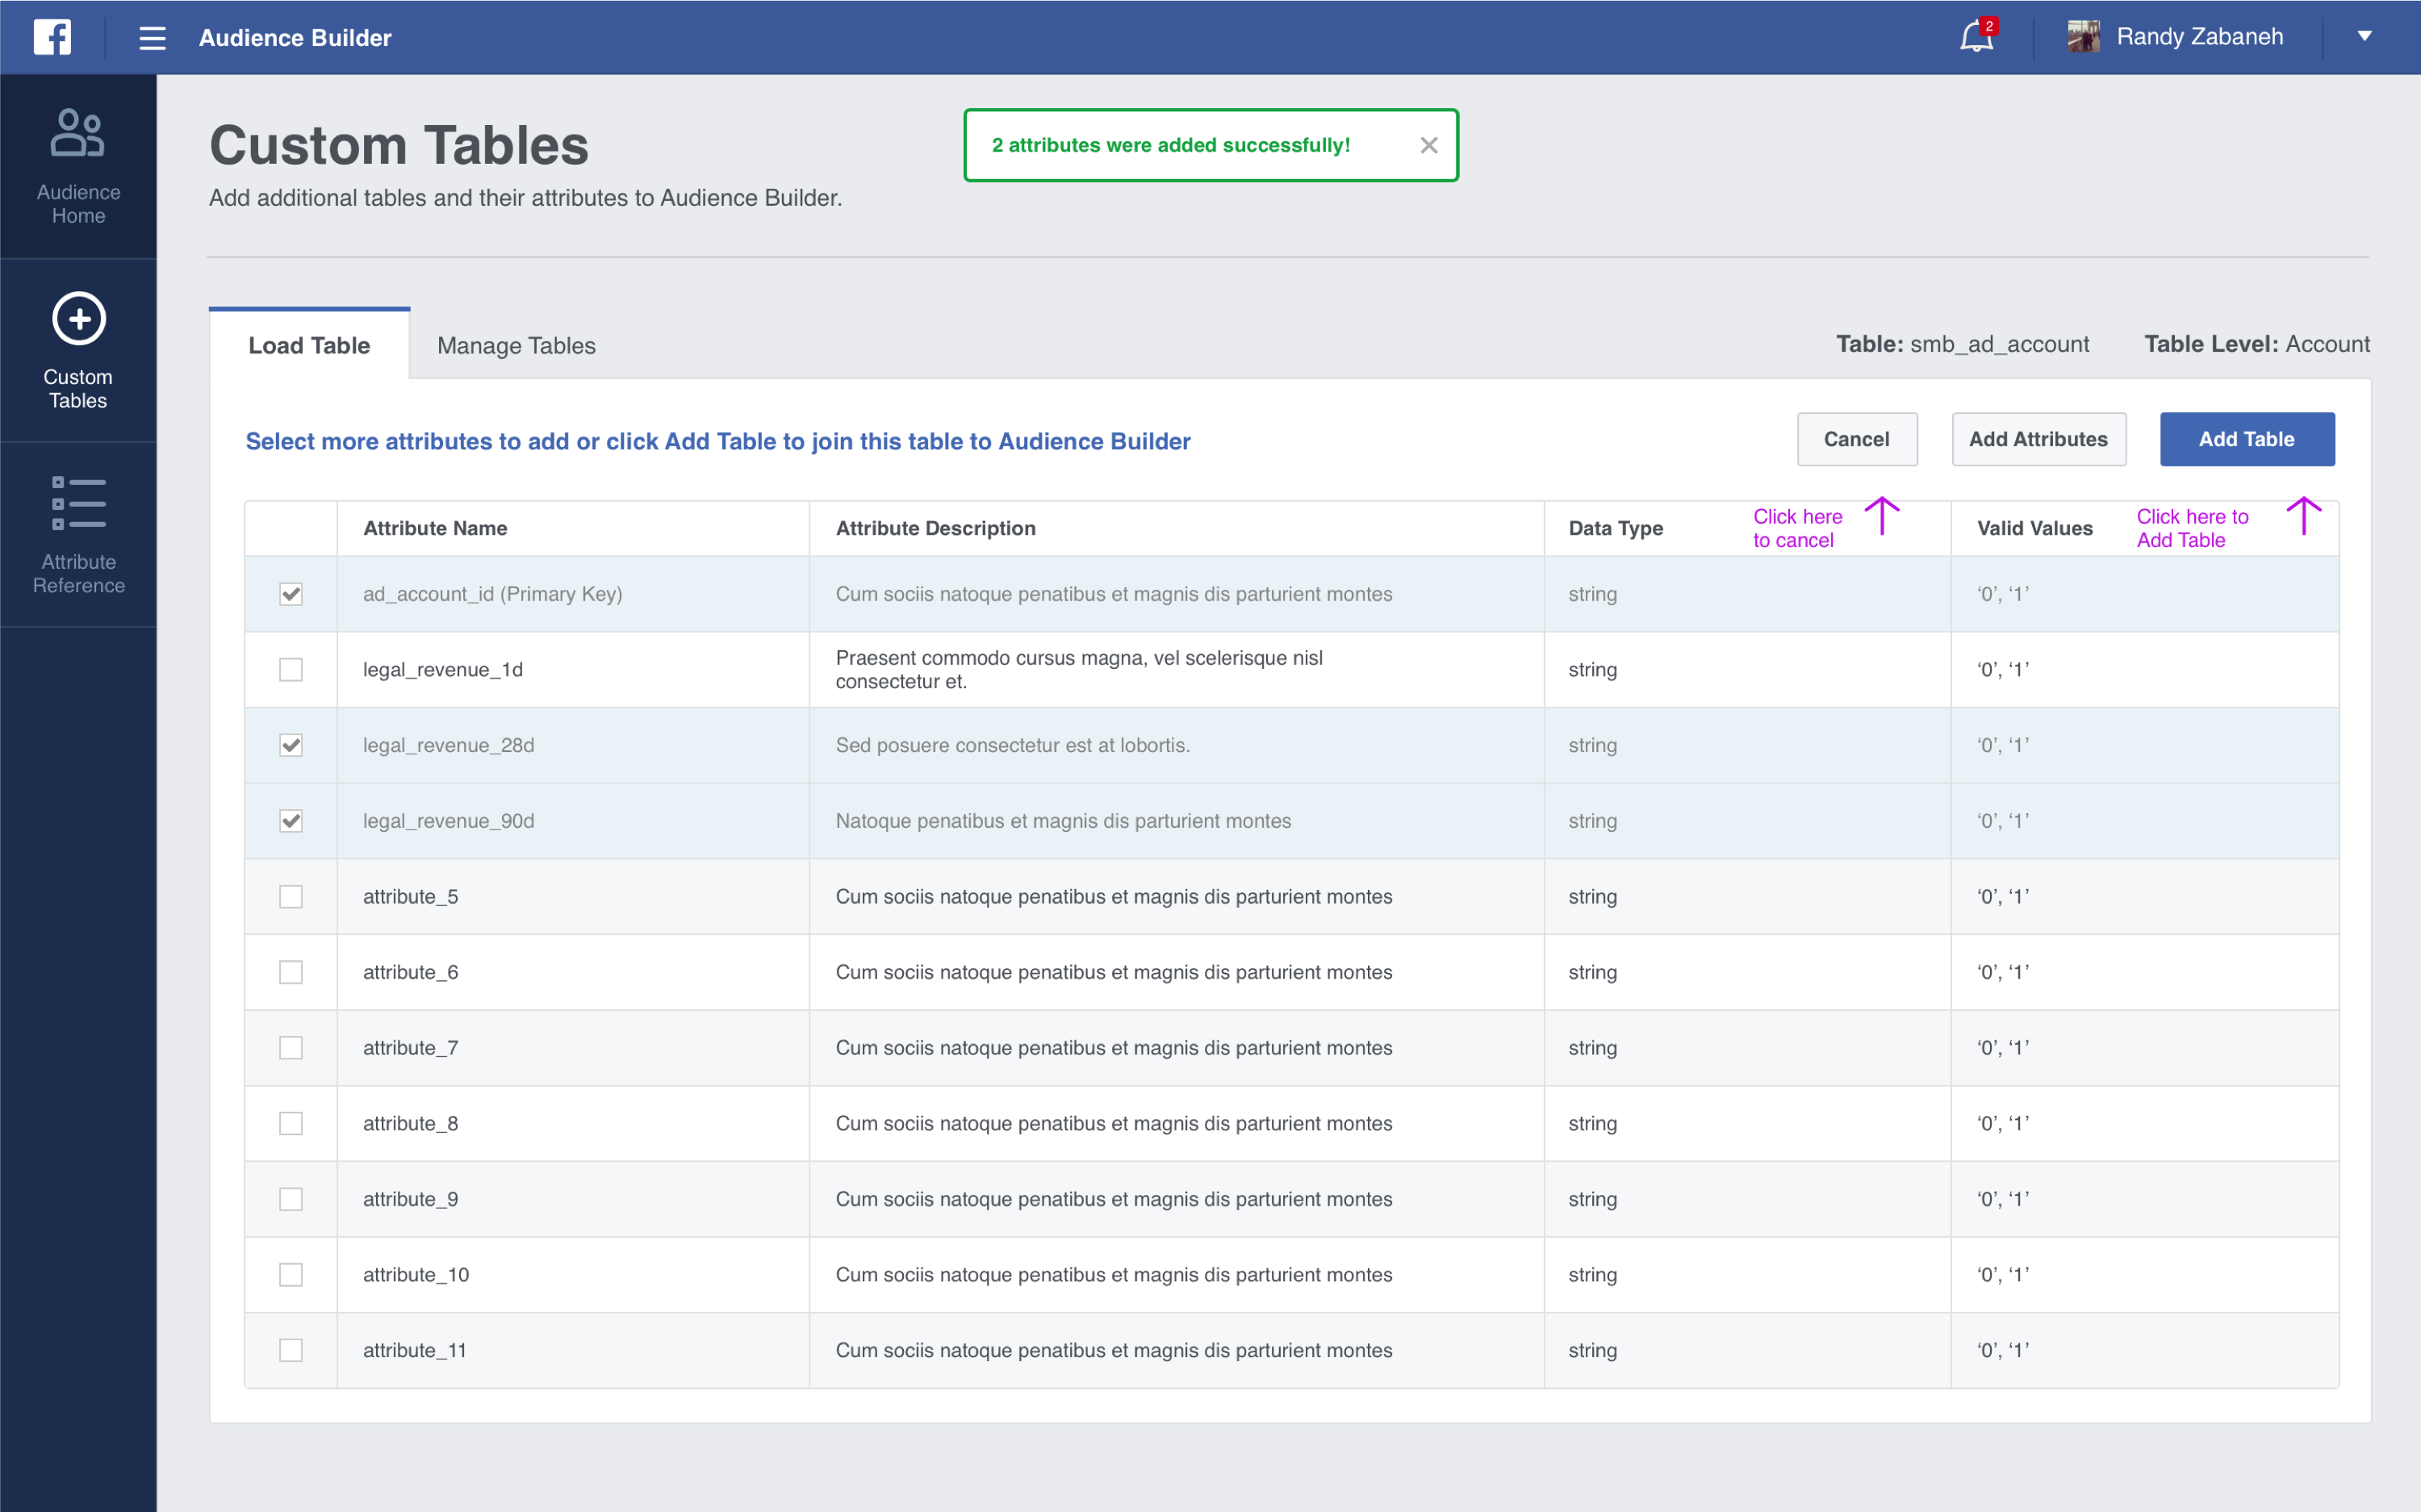 Audience Builder
2
Randy Zabaneh
Audience
Home
Custom
Tables
Attribute
Reference
Custom Tables
Add additional tables and their attributes to Audience Builder.
2 attributes were added successfully!
Load Table
Manage Tables
Table: smb_ad_account
Table Level: Account
Select more attributes to add or click Add Table to join this table to Audience Builder
Cancel
Add Attributes
Add Table
Attribute Name
Attribute Description
Data Type
Click here
to cancel
Valid Values
Click here to
Add Table
ad_account_id (Primary Key)
Cum sociis natoque penatibus et magnis dis parturient montes
string
‘0’, ‘1’
legal_revenue_1d
Praesent commodo cursus magna, vel scelerisque nisl
consectetur et.
string
‘0’, ‘1’
legal_revenue_28d
Sed posuere consectetur est at lobortis.
string
‘0’, ‘1’
legal_revenue_90d
Natoque penatibus et magnis dis parturient montes
string
‘0’, ‘1’
attribute_5
Cum sociis natoque penatibus et magnis dis parturient montes
string
‘0’, ‘1’
attribute_6
Cum sociis natoque penatibus et magnis dis parturient montes
string
‘0’, ‘1’
attribute_7
Cum sociis natoque penatibus et magnis dis parturient montes
string
‘0’, ‘1’
attribute_8
Cum sociis natoque penatibus et magnis dis parturient montes
string
‘0’, ‘1’
attribute_9
Cum sociis natoque penatibus et magnis dis parturient montes
string
‘0’, ‘1’
attribute_10
Cum sociis natoque penatibus et magnis dis parturient montes
string
‘0’, ‘1’
attribute_11
Cum sociis natoque penatibus et magnis dis parturient montes
string
‘0’, ‘1’